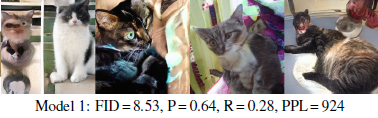 Model 1: FID = 8.53, P = 0.64, R = 0.28, PPL = 924